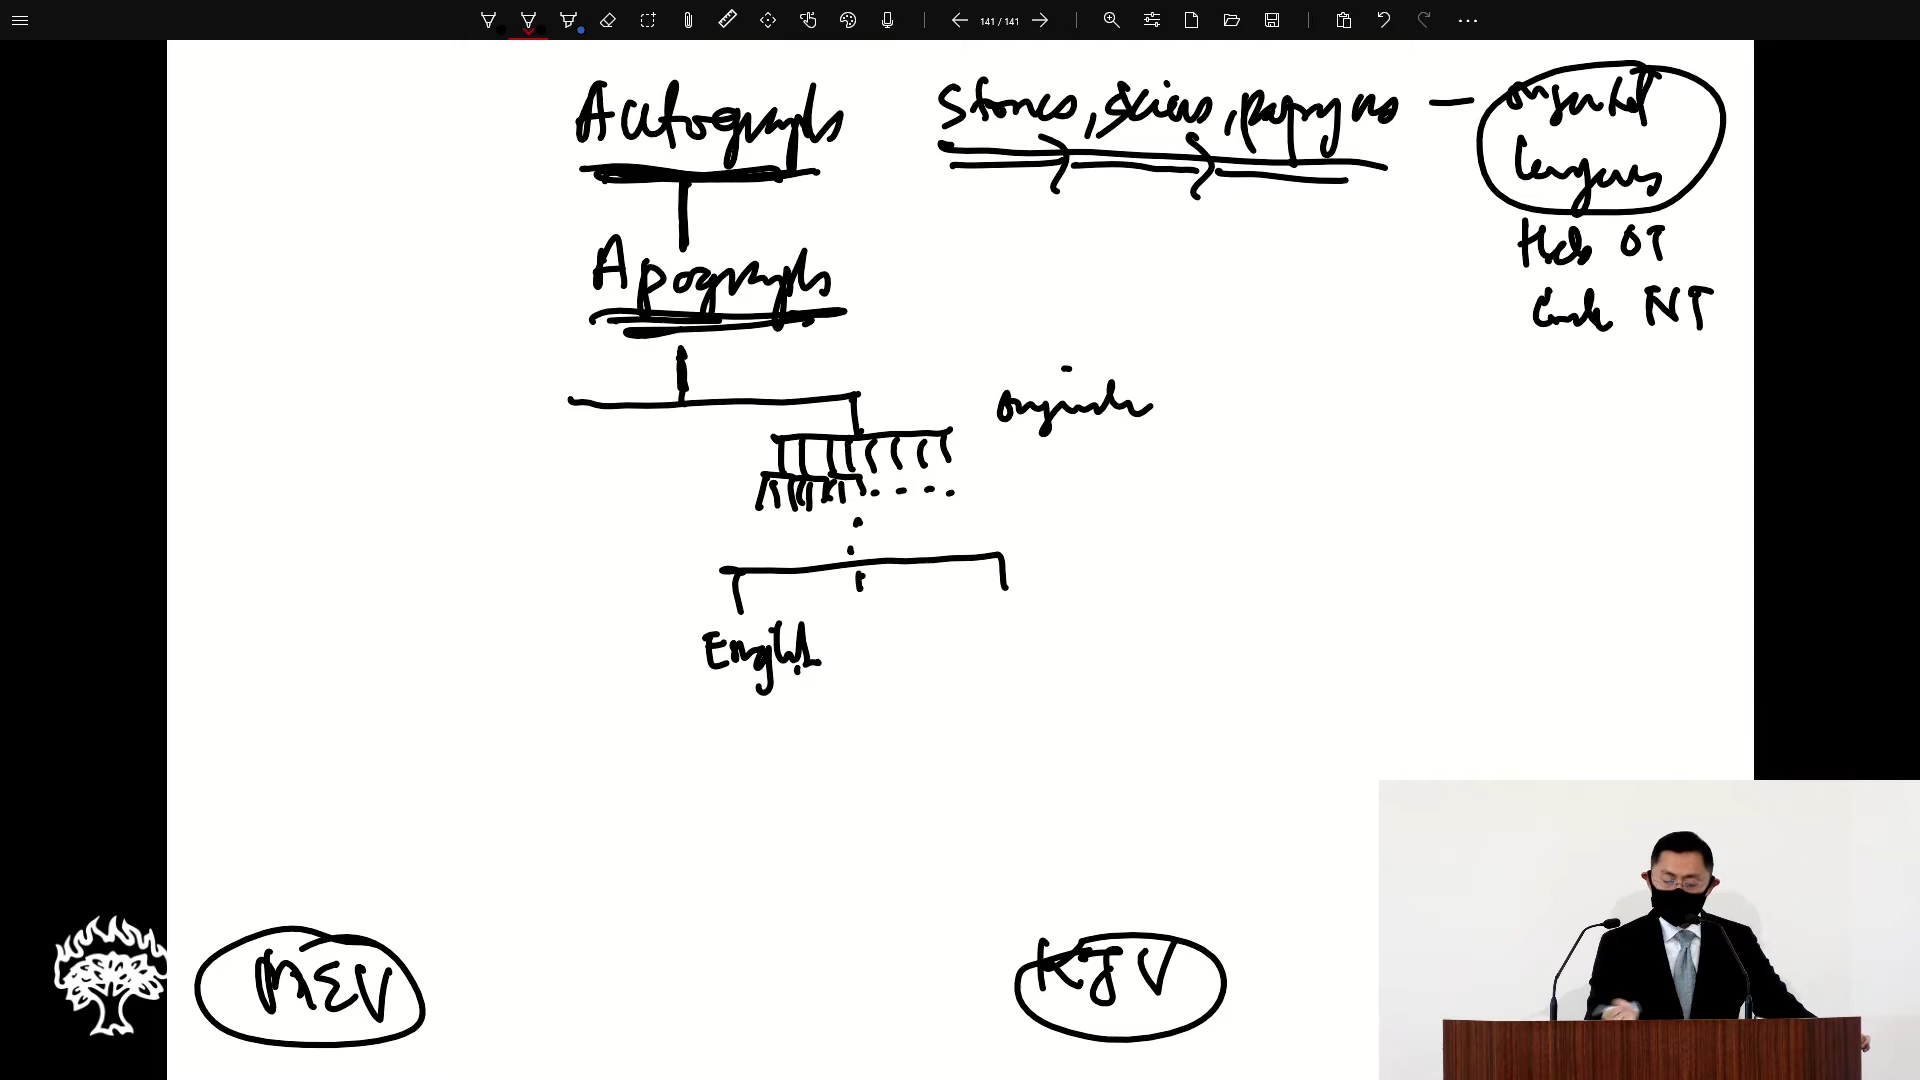 141 / 141
Autographs Stones, skins, papyrus — original
languages
Heb OT
Greek NT
Apographs
originals
English
MEV
KJV